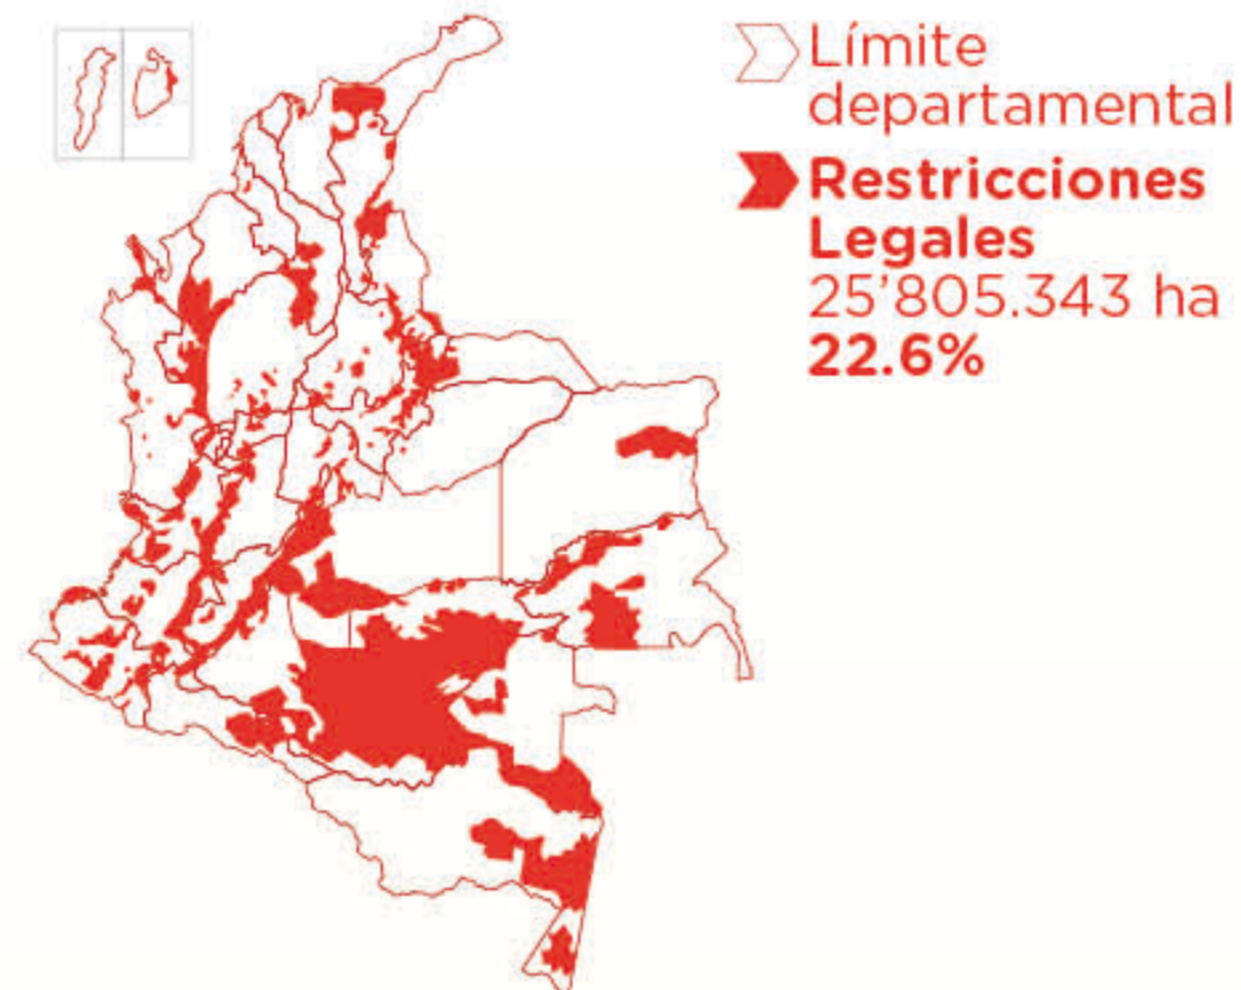 Límite
departamental
Restricciones
Legales
25’805.343 ha
22.6%